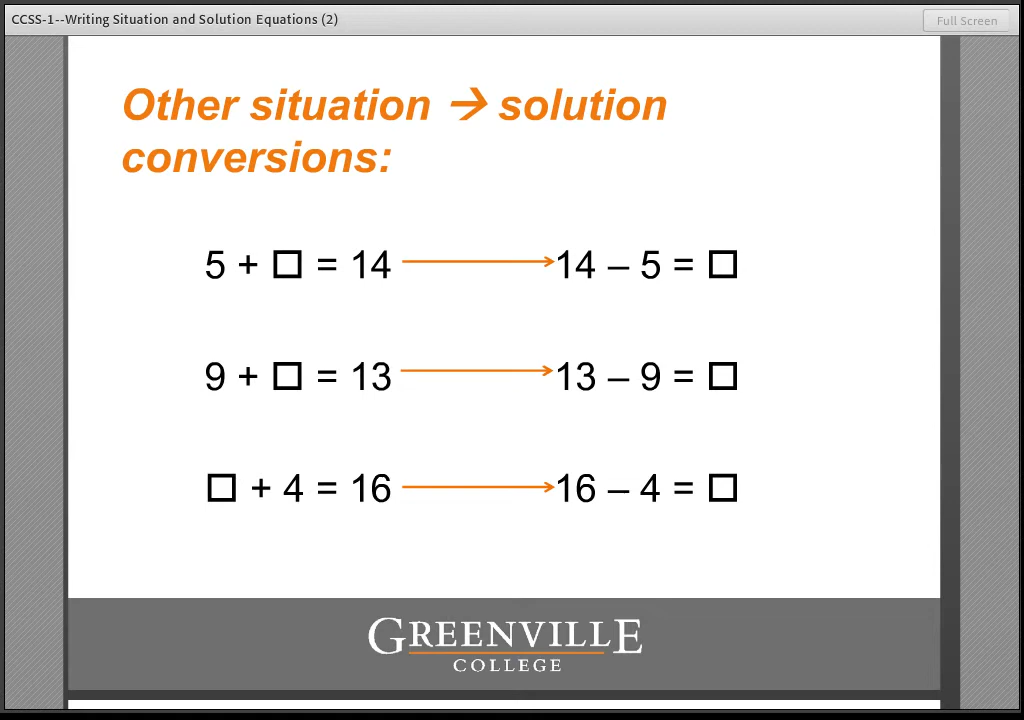 CCSS-1--Writing Situation and Solution Equations (2)
Full Screen
Other situation → solution
conversions:
5 + □ = 14 → 14 – 5 = □
9 + □ = 13 → 13 – 9 = □
□ + 4 = 16 → 16 – 4 = □
GREENVILLE
COLLEGE